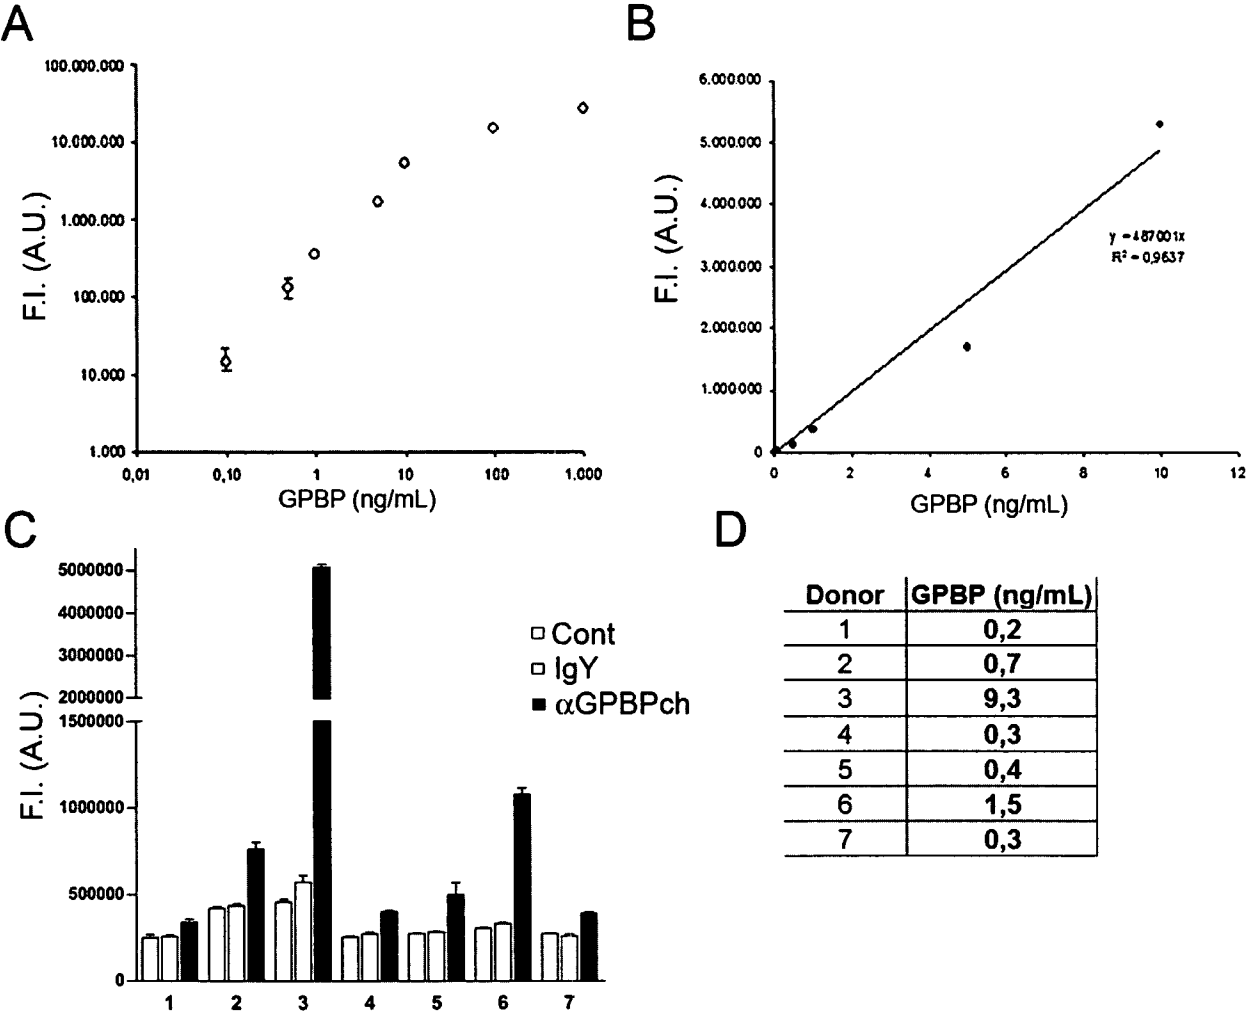 A
100.000.000
10.000.000
1.000.000
100.000
10.000
1.000
F.I. (A.U.)
0,01 0,10 1 10 100 1,000
GPBP (ng/mL)
B
6.000.000
5.000.000
4.000.000
3.000.000
2.000.000
1.000.000
0
F.I. (A.U.)
y = 487001x
R² = 0,9637
0 2 4 6 8 10 12
GPBP (ng/mL)
C
5000000
4000000
3000000
2000000
1500000
1000000
500000
0
F.I. (A.U.)
Cont
IgY
αGPBPch
1 2 3 4 5 6 7
D
Donor GPBP (ng/mL)
1 0,2
2 0,7
3 9,3
4 0,3
5 0,4
6 1,5
7 0,3